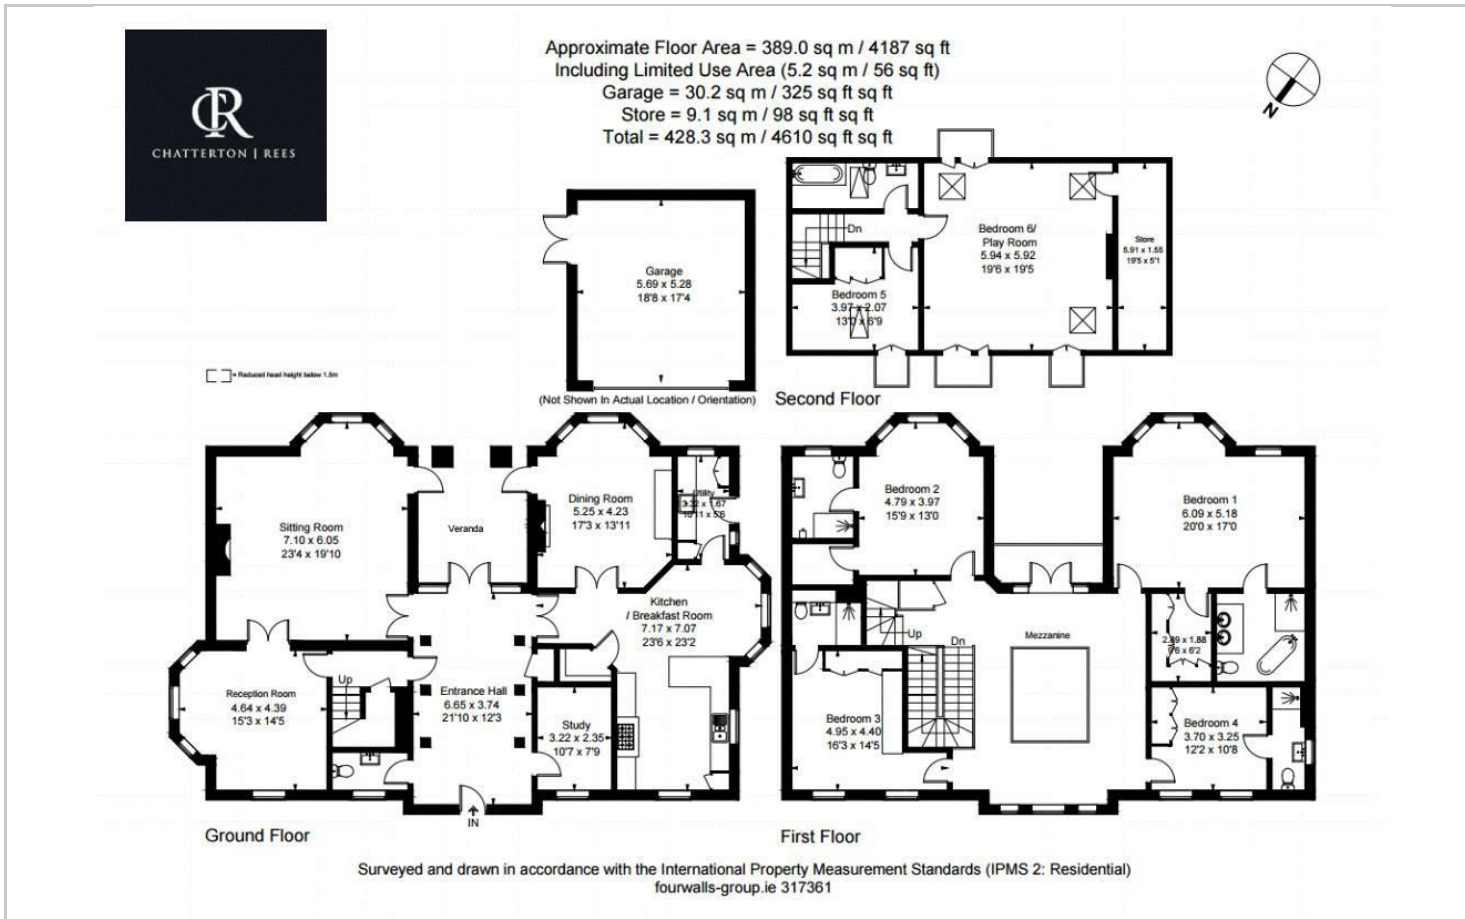 CR
CHATTERTON | REES
Approximate Floor Area = 389.0 sq m / 4187 sq ft
Including Limited Use Area (5.2 sq m / 56 sq ft)
Garage = 30.2 sq m / 325 sq ft sq ft
Store = 9.1 sq m / 98 sq ft sq ft
Total = 428.3 sq m / 4610 sq ft sq ft
N
Garage
5.69 x 5.28
18'8 x 17'4
(Not Shown In Actual Location / Orientation)
= Reduced head height below 1.5m
Dn
Bedroom 6/
Play Room
5.94 x 5.92
19'6 x 19'5
Store
5.91 x 1.55
19'5 x 5'1
Bedroom 5
3.97 x 2.07
13'0 x 6'9
Second Floor
Sitting Room
7.10 x 6.05
23'4 x 19'10
Veranda
Dining Room
5.25 x 4.23
17'3 x 13'11
Utility
3.32 x 1.67
10'11 x 5'6
Kitchen
/ Breakfast Room
7.17 x 7.07
23'6 x 23'2
Reception Room
4.64 x 4.39
15'3 x 14'5
Up
Entrance Hall
6.65 x 3.74
21'10 x 12'3
Study
3.22 x 2.35
10'7 x 7'9
IN
Ground Floor
Bedroom 2
4.79 x 3.97
15'9 x 13'0
Bedroom 1
6.09 x 5.18
20'0 x 17'0
Up
Dn
Mezzanine
2.89 x 1.88
9'6 x 6'2
Bedroom 3
4.95 x 4.40
16'3 x 14'5
Bedroom 4
3.70 x 3.25
12'2 x 10'8
First Floor
Surveyed and drawn in accordance with the International Property Measurement Standards (IPMS 2: Residential)
fourwalls-group.ie 317361